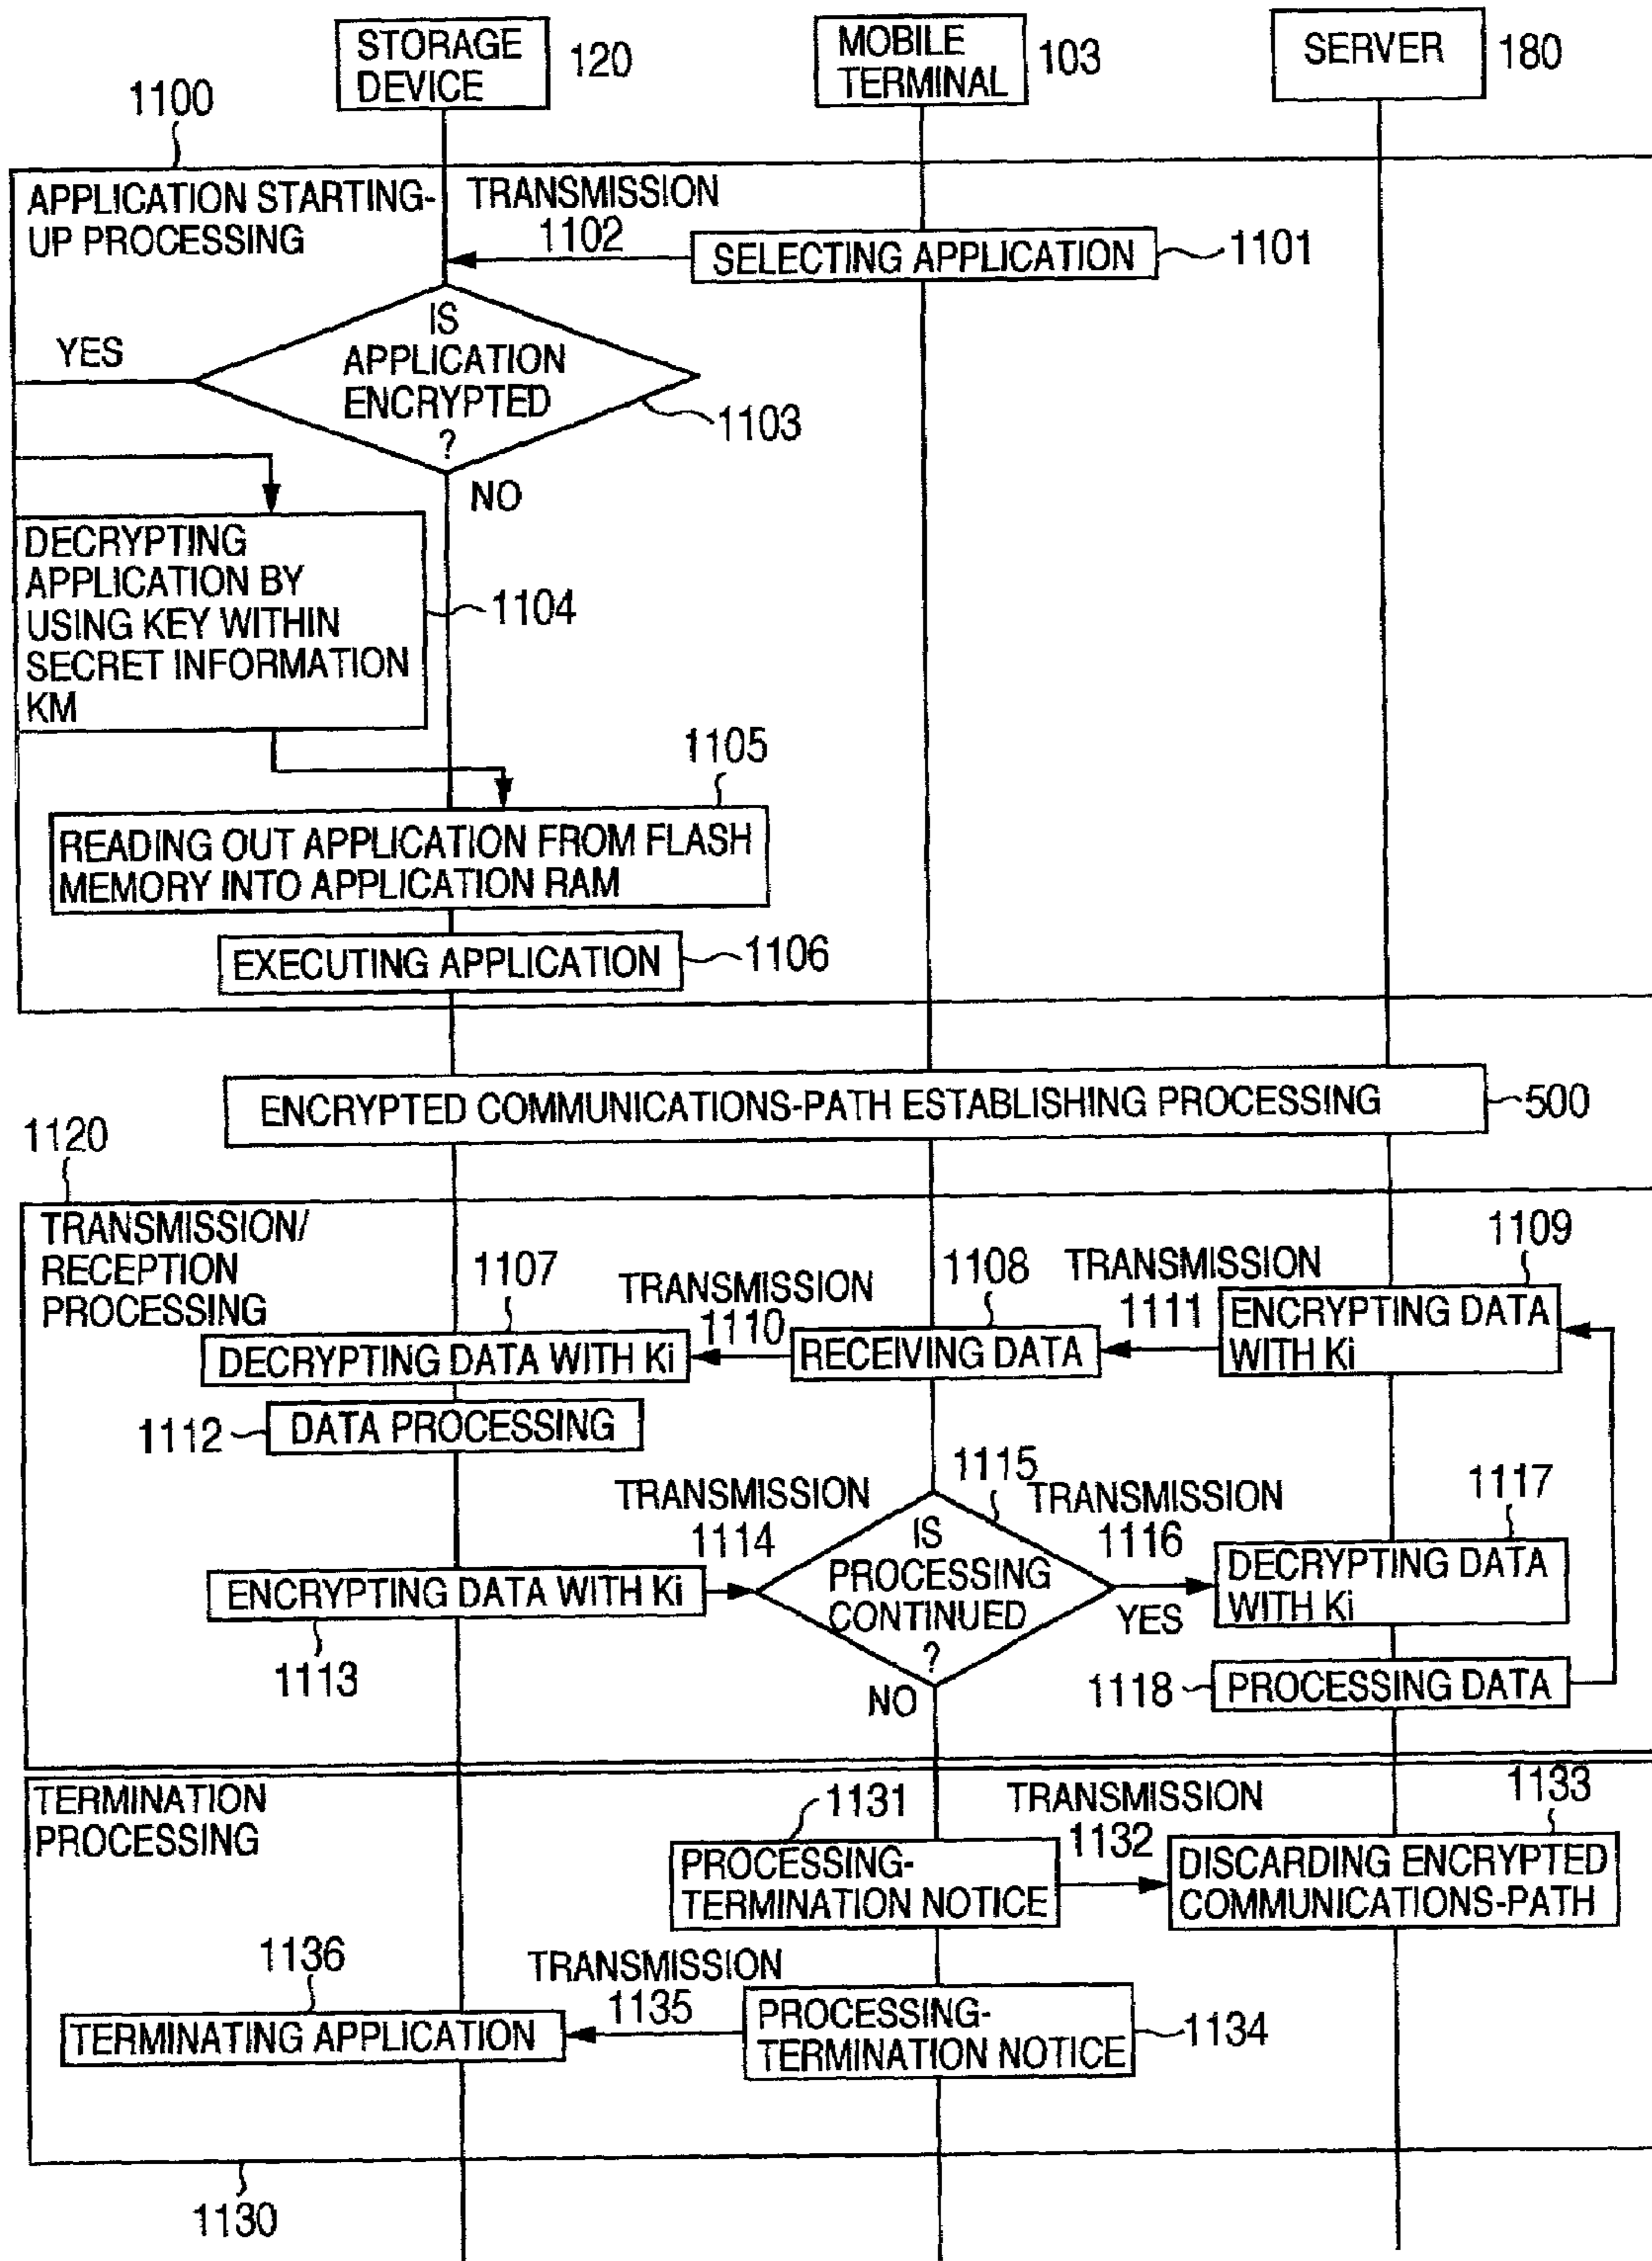 STORAGE
DEVICE
120
MOBILE
TERMINAL
103
SERVER
180
1100
APPLICATION STARTING-
UP PROCESSING
TRANSMISSION
1102
SELECTING APPLICATION
1101
IS
APPLICATION
ENCRYPTED
?
YES
1103
NO
DECRYPTING
APPLICATION BY
USING KEY WITHIN
SECRET INFORMATION
KM
1104
1105
READING OUT APPLICATION FROM FLASH
MEMORY INTO APPLICATION RAM
EXECUTING APPLICATION
1106
ENCRYPTED COMMUNICATIONS-PATH ESTABLISHING PROCESSING
500
1120
TRANSMISSION/
RECEPTION
PROCESSING
1107
TRANSMISSION
1110
1108
TRANSMISSION
1111
1109
DECRYPTING DATA WITH Ki
RECEIVING DATA
ENCRYPTING DATA
WITH Ki
1112
DATA PROCESSING
TRANSMISSION
1114
1115
TRANSMISSION
1116
1117
ENCRYPTING DATA WITH Ki
1113
IS
PROCESSING
CONTINUED
?
YES
NO
DECRYPTING DATA
WITH Ki
1118
PROCESSING DATA
TERMINATION
PROCESSING
1131
TRANSMISSION
1132
1133
PROCESSING-
TERMINATION NOTICE
DISCARDING ENCRYPTED
COMMUNICATIONS-PATH
1136
TRANSMISSION
1135
TERMINATING APPLICATION
PROCESSING-
TERMINATION NOTICE
1134
1130